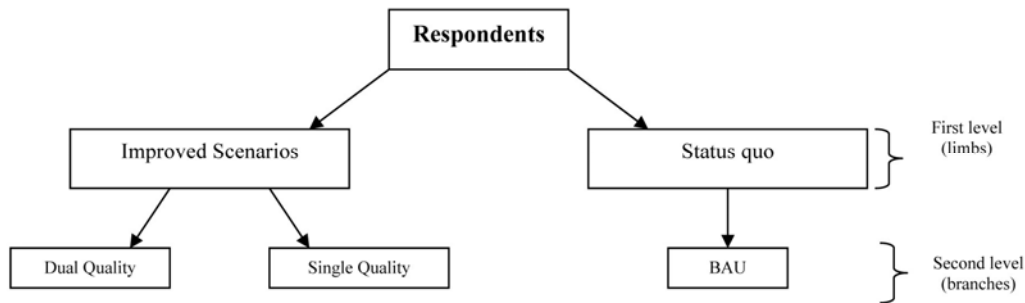 Respondents
Improved Scenarios
Status quo
First level
(limbs)
Dual Quality
Single Quality
BAU
Second level
(branches)